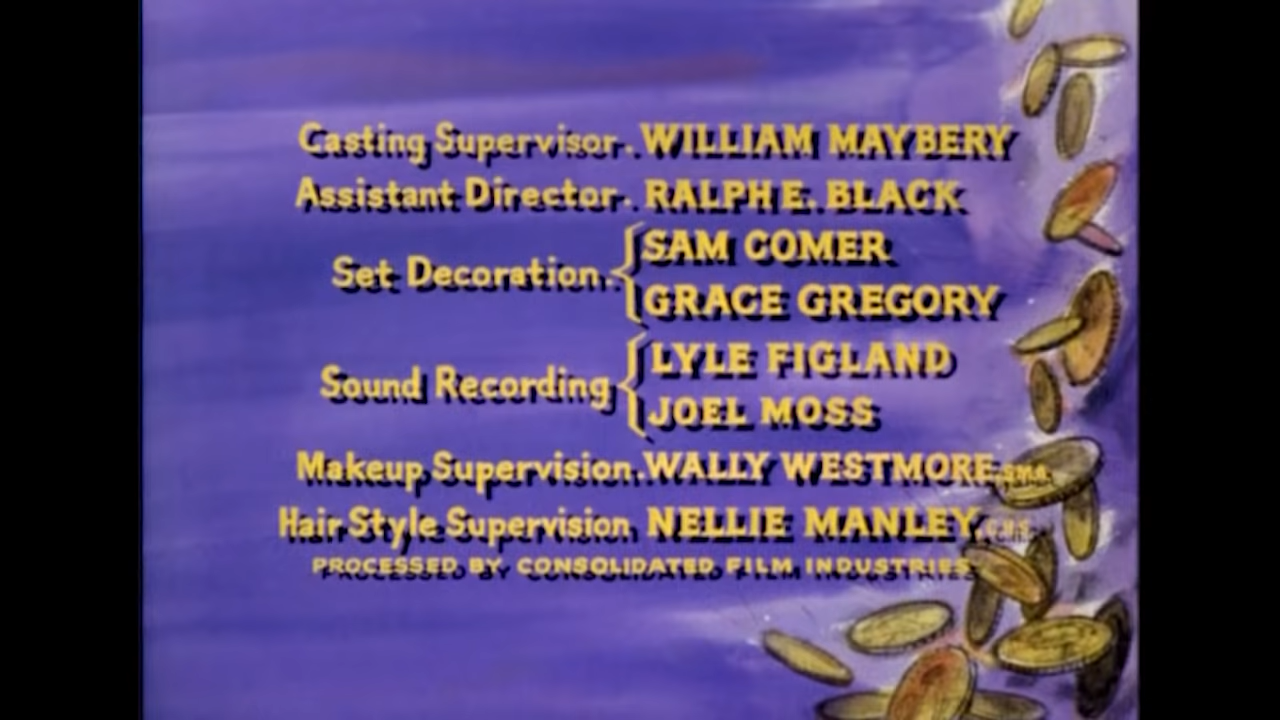 Casting Supervisor. WILLIAM MAYBERY
Assistant Director. RALPH E. BLACK
Set Decoration. { SAM COMER
GRACE GREGORY
Sound Recording { LYLE FIGLAND
JOEL MOSS
Makeup Supervision. WALLY WESTMORE, S.M.A.
Hair Style Supervision. NELLIE MANLEY, C.H.S.
PROCESSED BY CONSOLIDATED FILM INDUSTRIES